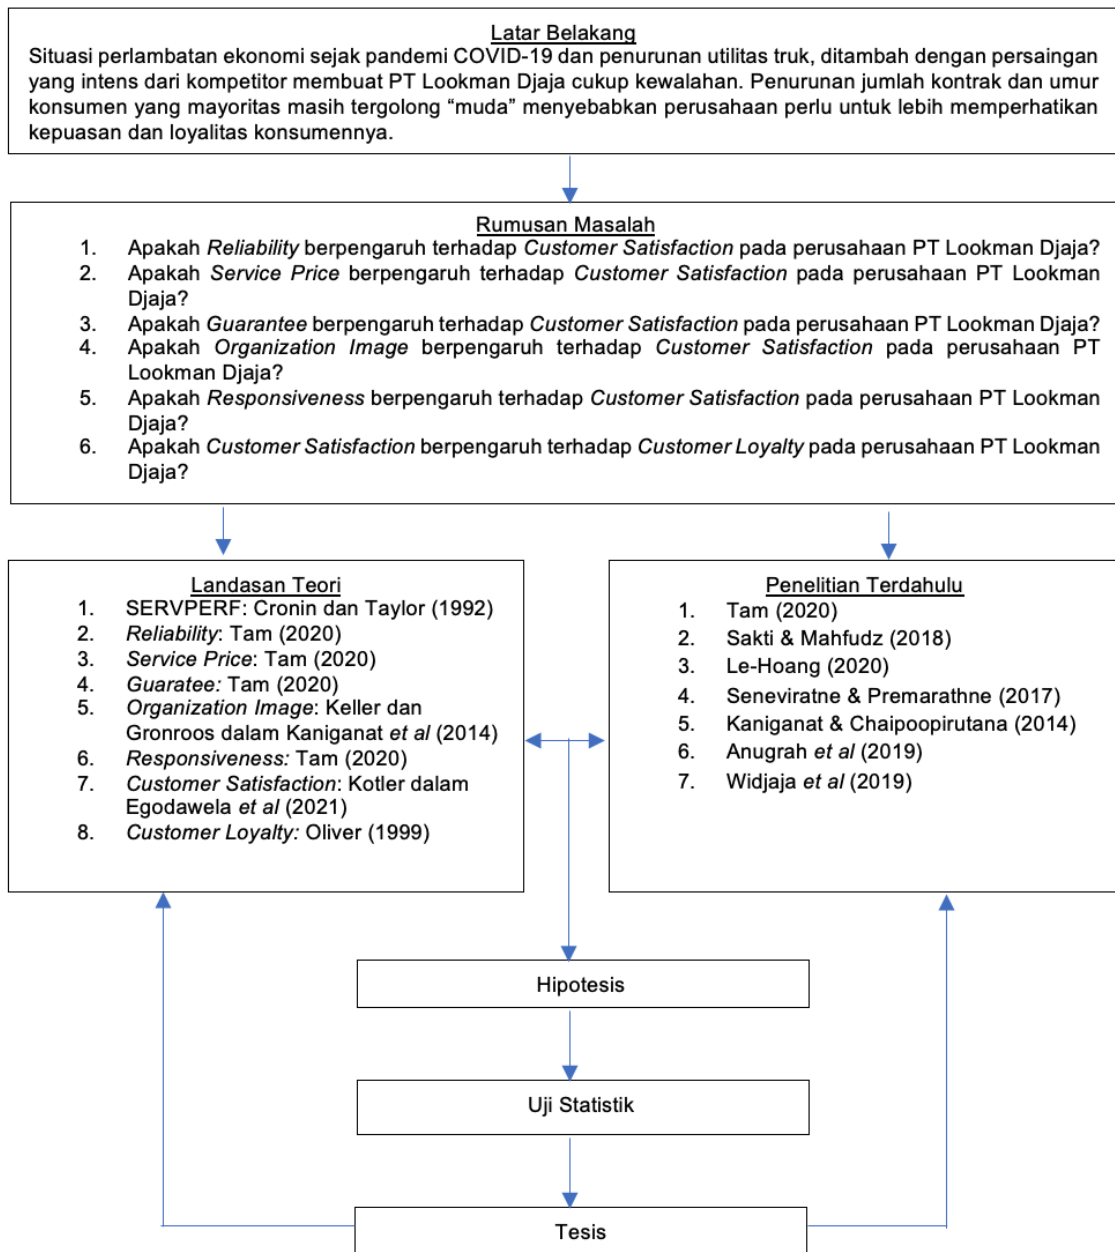 Latar Belakang
Situasi perlambatan ekonomi sejak pandemi COVID-19 dan penurunan utilitas truk, ditambah dengan persaingan
yang intens dari kompetitor membuat PT Lookman Djaja cukup kewalahan. Penurunan jumlah kontrak dan umur
konsumen yang mayoritas masih tergolong “muda” menyebabkan perusahaan perlu untuk lebih memperhatikan
kepuasan dan loyalitas konsumennya.
Rumusan Masalah
1. Apakah Reliability berpengaruh terhadap Customer Satisfaction pada perusahaan PT Lookman Djaja?
2. Apakah Service Price berpengaruh terhadap Customer Satisfaction pada perusahaan PT Lookman
Djaja?
3. Apakah Guarantee berpengaruh terhadap Customer Satisfaction pada perusahaan PT Lookman Djaja?
4. Apakah Organization Image berpengaruh terhadap Customer Satisfaction pada perusahaan PT
Lookman Djaja?
5. Apakah Responsiveness berpengaruh terhadap Customer Satisfaction pada perusahaan PT Lookman
Djaja?
6. Apakah Customer Satisfaction berpengaruh terhadap Customer Loyalty pada perusahaan PT Lookman
Djaja?
Landasan Teori
1. SERVPERF: Cronin dan Taylor (1992)
2. Reliability: Tam (2020)
3. Service Price: Tam (2020)
4. Guaratee: Tam (2020)
5. Organization Image: Keller dan
Gronroos dalam Kaniganat et al (2014)
6. Responsiveness: Tam (2020)
7. Customer Satisfaction: Kotler dalam
Egodawela et al (2021)
8. Customer Loyalty: Oliver (1999)
Penelitian Terdahulu
1. Tam (2020)
2. Sakti & Mahfudz (2018)
3. Le-Hoang (2020)
4. Seneviratne & Premarathne (2017)
5. Kaniganat & Chaipoopirutana (2014)
6. Anugrah et al (2019)
7. Widjaja et al (2019)
Hipotesis
Uji Statistik
Tesis